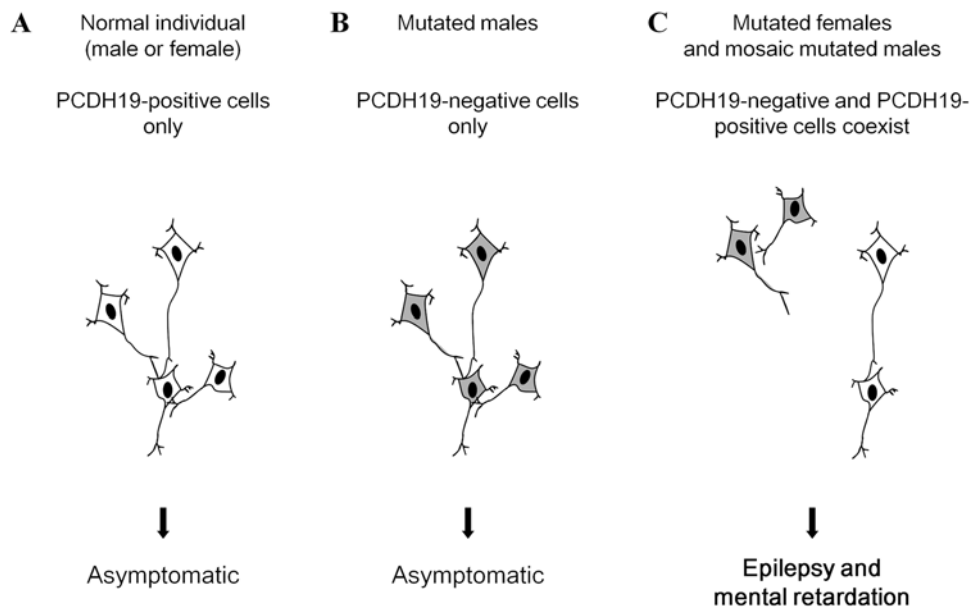 A
Normal individual
(male or female)
PCDH19-positive cells
only
Asymptomatic
B
Mutated males
PCDH19-negative cells
only
Asymptomatic
C
Mutated females
and mosaic mutated males
PCDH19-negative and PCDH19-
positive cells coexist
Epilepsy and
mental retardation